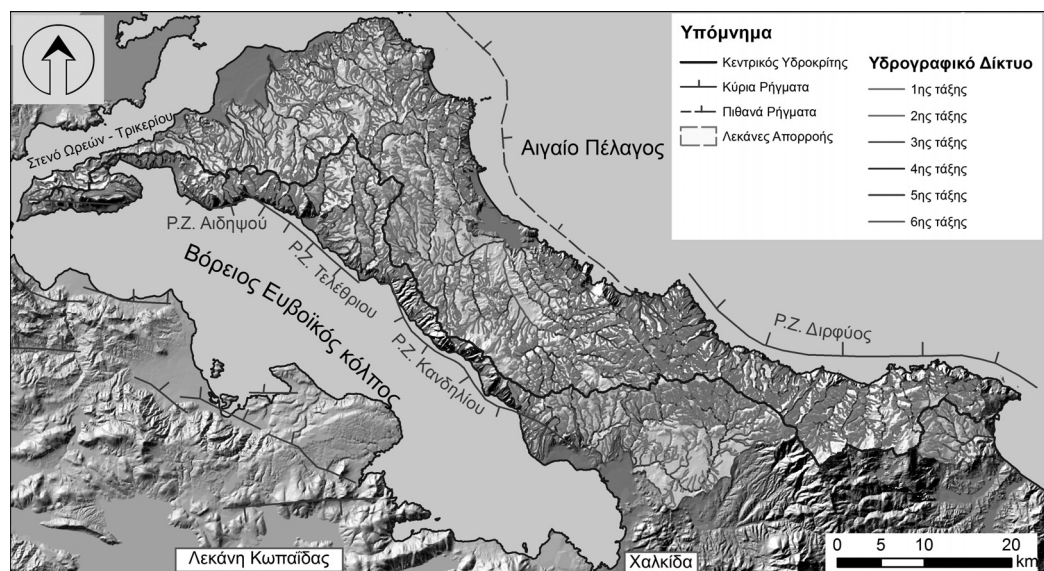 Υπόμνημα
Κεντρικός Υδροκρίτης
Κύρια Ρήγματα
Πιθανά Ρήγματα
Λεκάνες Απορροής
Υδρογραφικό Δίκτυο
1ης τάξης
2ης τάξης
3ης τάξης
4ης τάξης
5ης τάξης
6ης τάξης
Στενό Ωρεών - Τρικερίου
Αιγαίο Πέλαγος
Ρ.Ζ. Αιδηψού
Ρ.Ζ. Τελέθριου
Βόρειος Ευβοϊκός κόλπος
Ρ.Ζ. Κανδηλίου
Ρ.Ζ. Διρφύος
Λεκάνη Κωπαΐδας
Χαλκίδα
0 5 10 20
km